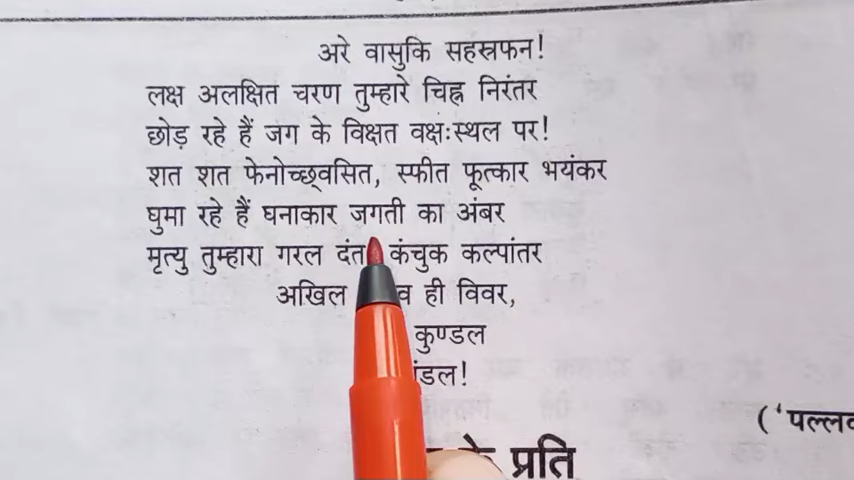 अरे वासुकि सहस्रफन!
लक्ष अलक्षित चरण तुम्हारे चिह्न निरंतर
छोड़ रहे हैं जग के विक्षत वक्षःस्थल पर!
शत शत फेनोच्छ्वसित, स्फीत फूत्कार भयंकर
घुमा रहे हैं घनाकार जगती का अंबर
मृत्यु तुम्हारा गरल दंत कंचुक कल्पांतर
अखिल ही विवर,
कुण्डल
('पल्लव
के प्रति